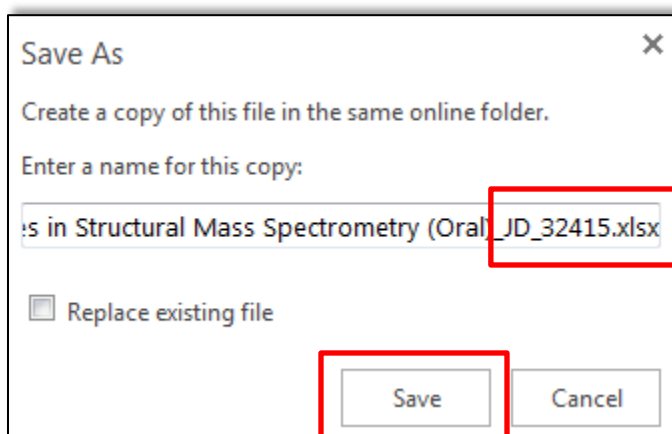 Save As
Create a copy of this file in the same online folder.
Enter a name for this copy:
s in Structural Mass Spectrometry (Oral)_JD_32415.xlsx
Replace existing file
Save Cancel